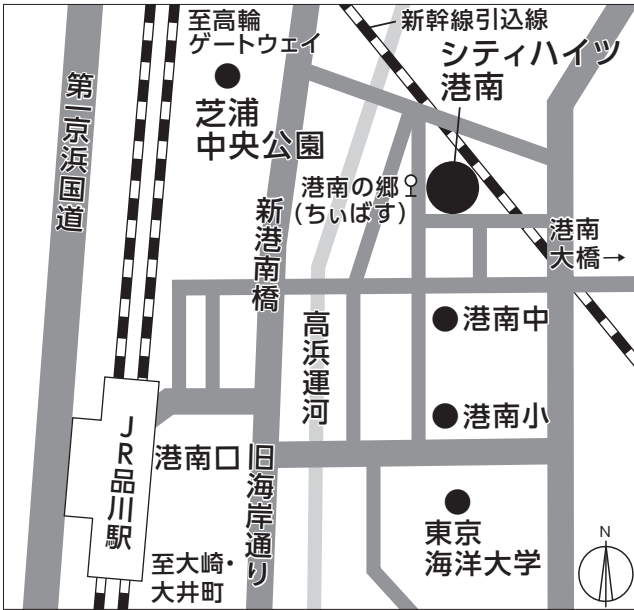 至高輪
ゲートウェイ
新幹線引込線
シティハイツ
港南
第一京浜国道
芝浦
中央公園
港南の郷
(ちぃばす)
新港南橋
港南
大橋→
高浜運河
港南中
港南小
JR品川駅
港南口
旧海岸通り
東京
海洋大学
至大崎・
大井町
N